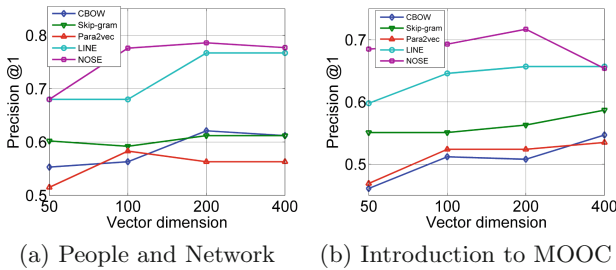 CBOW
Skip-gram
Para2vec
LINE
NOSE
Precision @1
0.8
0.7
0.6
0.5
50 100 200 400
Vector dimension
(a) People and Network
CBOW
Skip-gram
Para2vec
LINE
NOSE
Precision @1
0.7
0.6
0.5
50 100 200 400
Vector dimension
(b) Introduction to MOOC